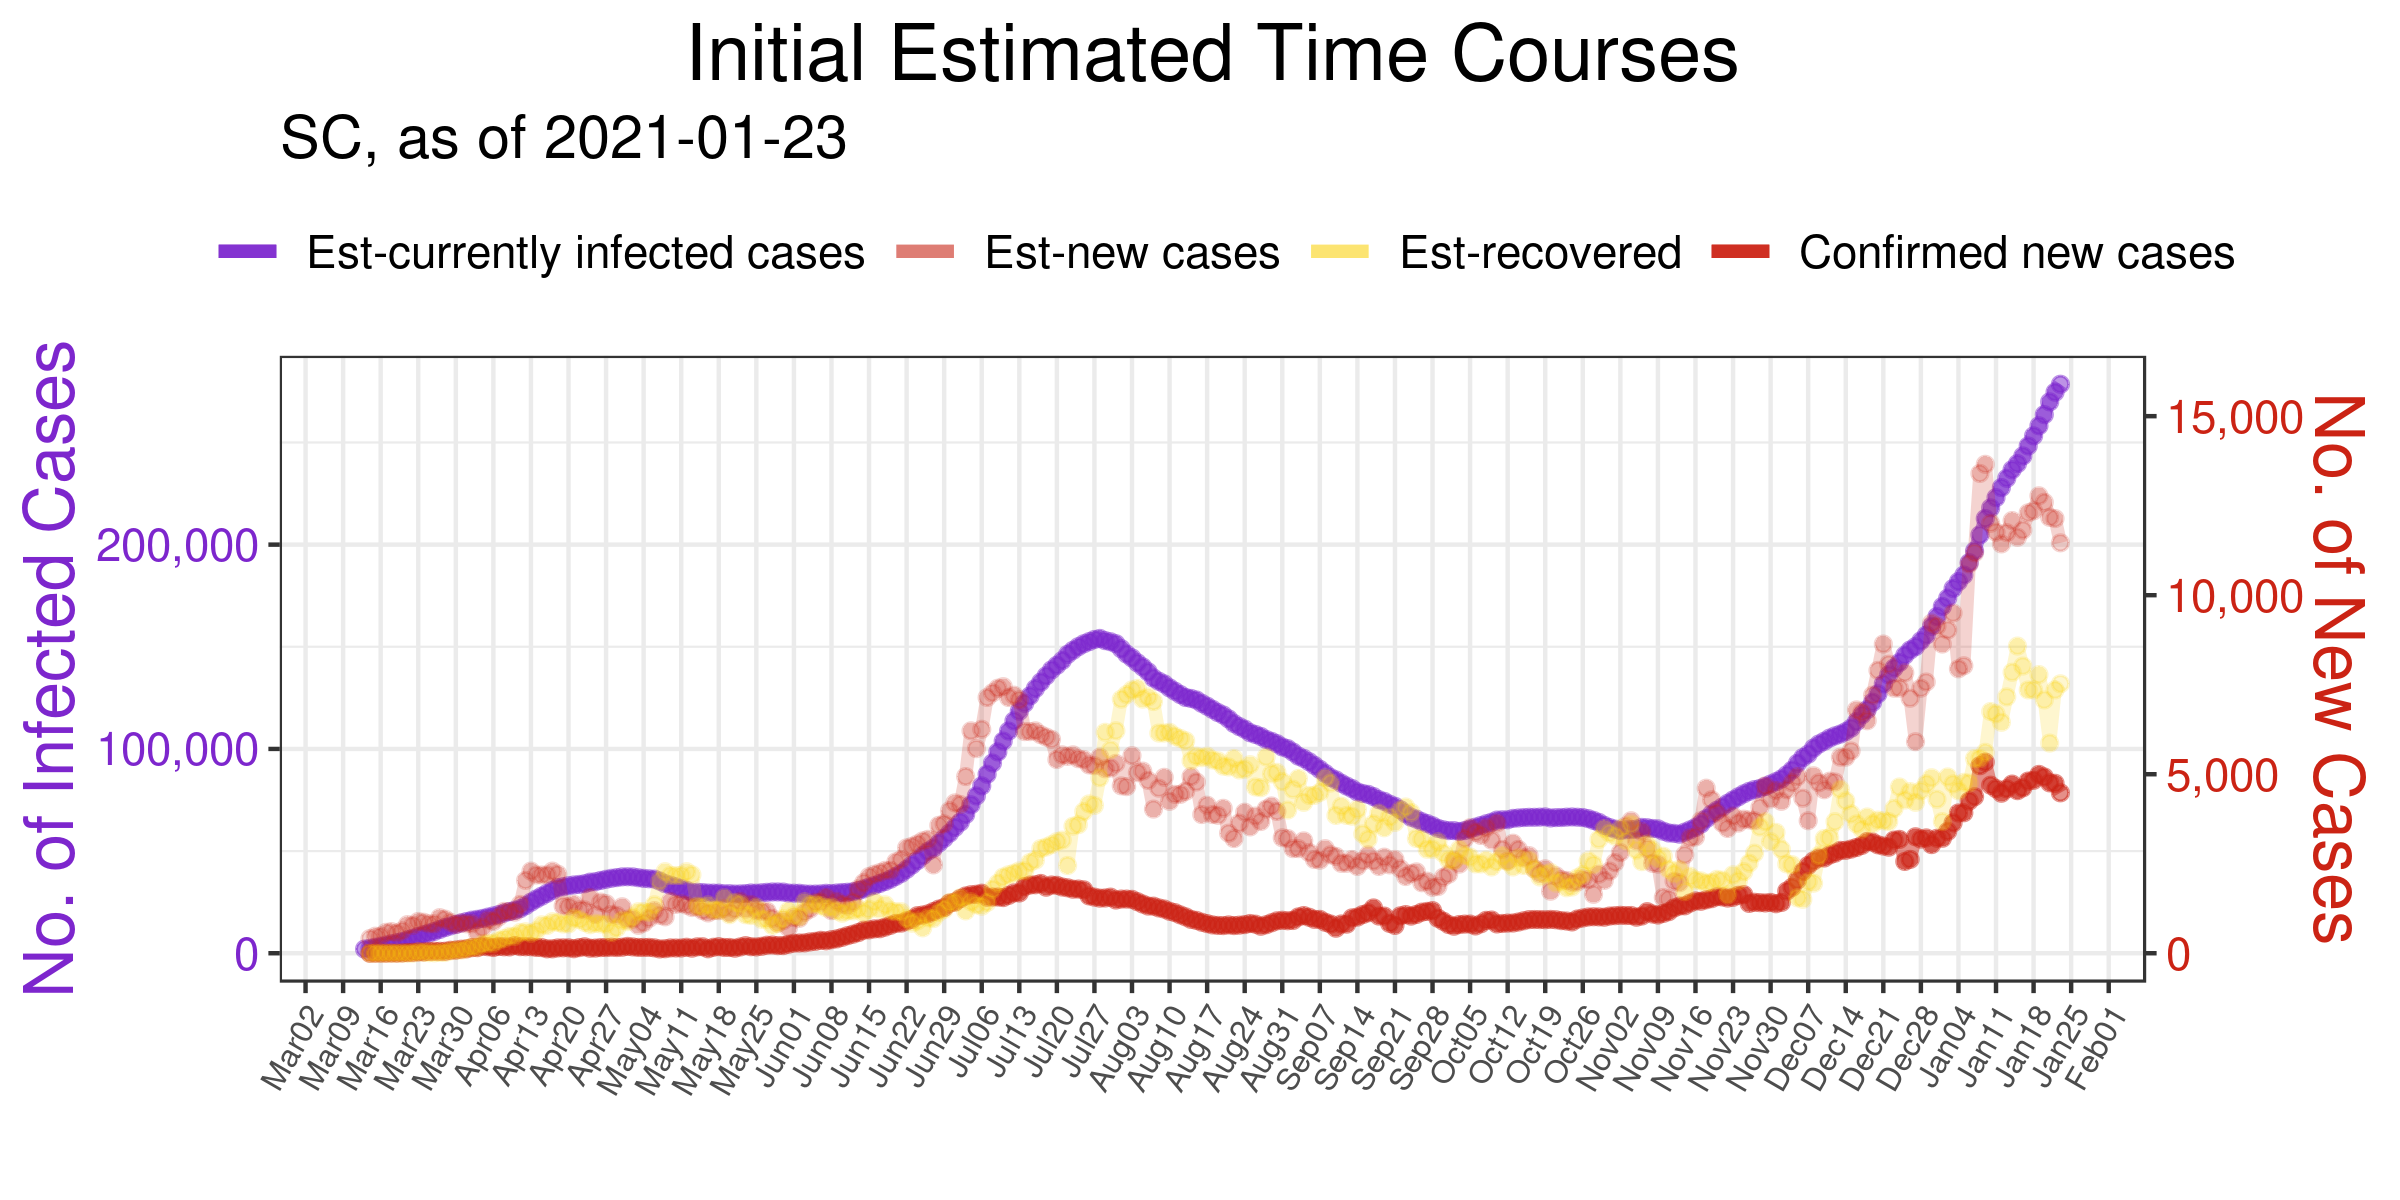 Initial Estimated Time Courses
SC, as of 2021-01-23
Est-currently infected cases Est-new cases Est-recovered Confirmed new cases
No. of Infected Cases
200,000
100,000
0
15,000
10,000
5,000
0
No. of New Cases
Mar02 Mar09 Mar16 Mar23 Mar30 Apr06 Apr13 Apr20 Apr27 May04 May11 May18 May25 Jun01 Jun08 Jun15 Jun22 Jun29 Jul06 Jul13 Jul20 Jul27 Aug03 Aug10 Aug17 Aug24 Aug31 Sep07 Sep14 Sep21 Sep28 Oct05 Oct12 Oct19 Oct26 Nov02 Nov09 Nov16 Nov23 Nov30 Dec07 Dec14 Dec21 Dec28 Jan04 Jan11 Jan18 Jan25 Feb01